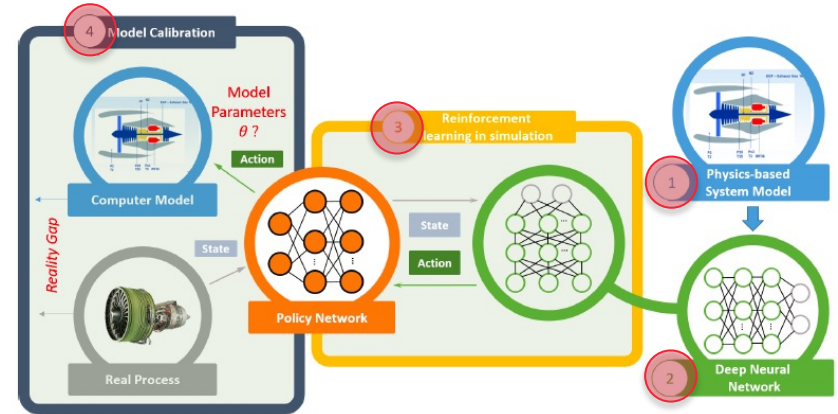 4
Model Calibration
Model
Parameters
θ ?
Action
Computer Model
Reality Gap
State
Real Process
3
Reinforcement
learning in simulation
State
Action
Policy Network
1
Physics-based
System Model
2
Deep Neural
Network